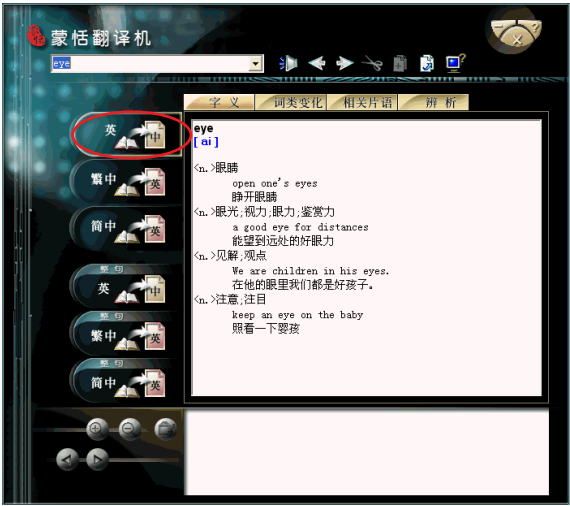 蒙恬翻译机
eye
字义 词类变化 相关片语 辨析
英 中
繁中 英
简中 英
整句
英 中
整句
繁中 英
整句
简中 英
eye
[ ai ]
<n.>眼睛
open one's eyes
睁开眼睛
<n.>眼光;视力;眼力;鉴赏力
a good eye for distances
能望到远处的好眼力
<n.>见解;观点
We are children in his eyes.
在他的眼里我们都是好孩子。
<n.>注意;注目
keep an eye on the baby
照看一下婴孩